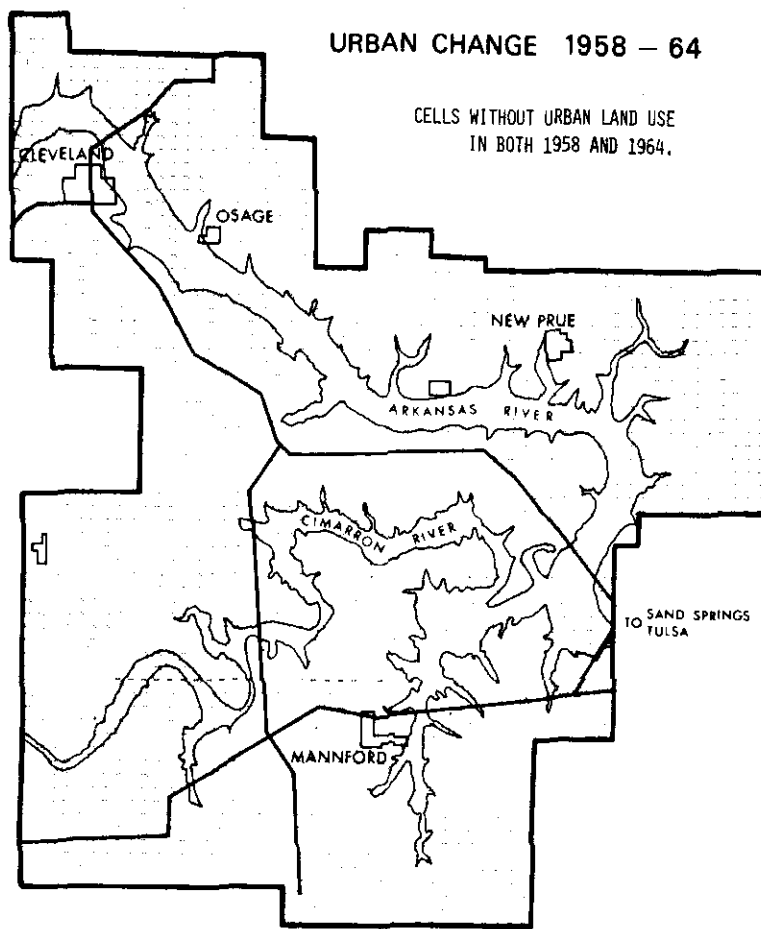 URBAN CHANGE 1958 – 64
CELLS WITHOUT URBAN LAND USE
IN BOTH 1958 AND 1964.
CLEVELAND
OSAGE
NEW PRUE
ARKANSAS RIVER
CIMARRON RIVER
TO SAND SPRINGS
TULSA
MANNFORD